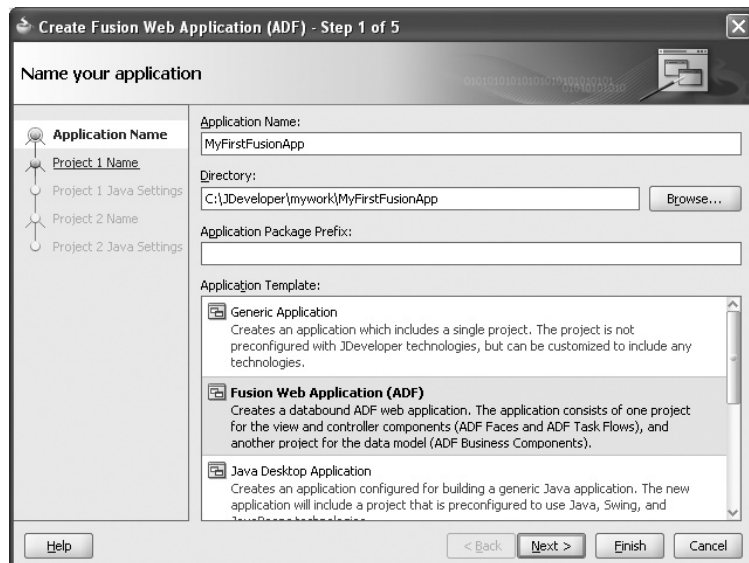 Create Fusion Web Application (ADF) - Step 1 of 5
Name your application
Application Name
Project 1 Name
Project 1 Java Settings
Project 2 Name
Project 2 Java Settings
Application Name:
MyFirstFusionApp
Directory:
C:\JDeveloper\mywork\MyFirstFusionApp
Browse...
Application Package Prefix:
Application Template:
Generic Application
Creates an application which includes a single project. The project is not
preconfigured with JDeveloper technologies, but can be customized to include any
technologies.
Fusion Web Application (ADF)
Creates a databound ADF web application. The application consists of one project
for the view and controller components (ADF Faces and ADF Task Flows), and
another project for the data model (ADF Business Components).
Java Desktop Application
Creates an application configured for building a generic Java application. The new
application will include a project that is preconfigured to use Java, Swing, and
Help
< Back
Next >
Finish
Cancel